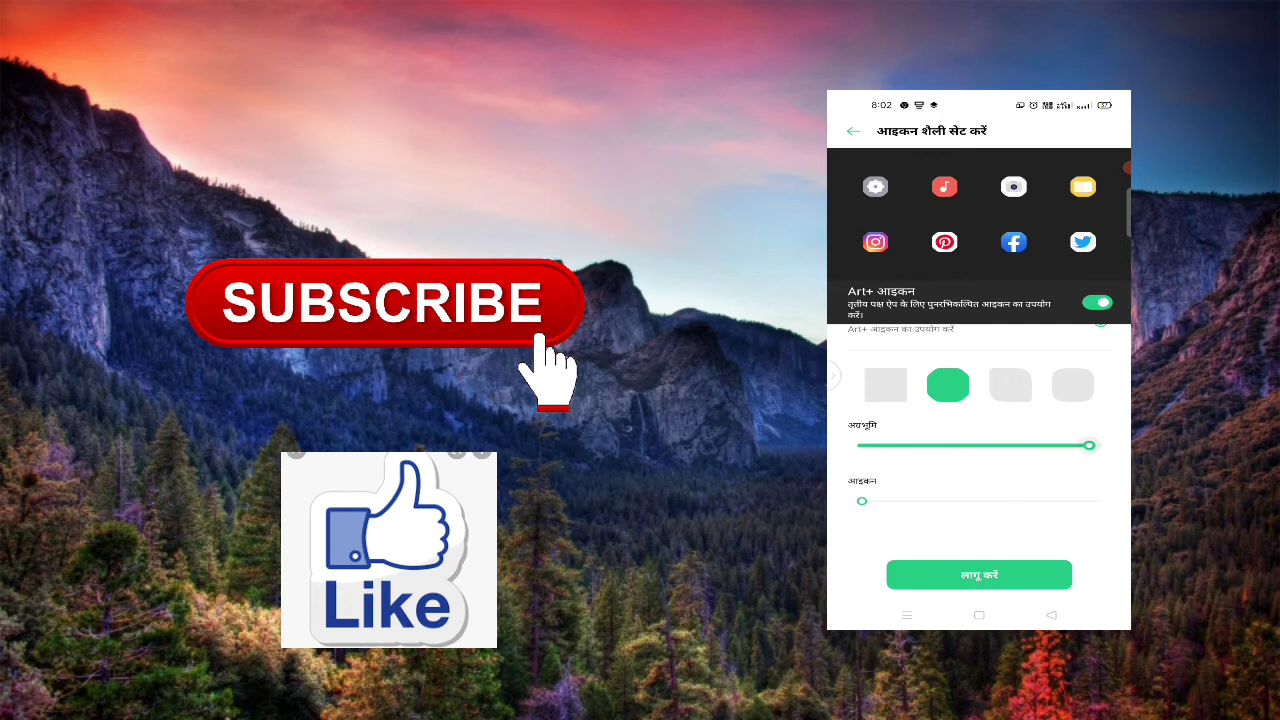 SUBSCRIBE
Like
8:02
आइकन शैली सेट करें
Art+ आइकन
तृतीय पक्ष ऐप के लिए पुनरभिकल्पित आइकन का उपयोग
करें।
Art+ आइकन का उपयोग करें
अग्रभूमि
आइकन
लागू करें